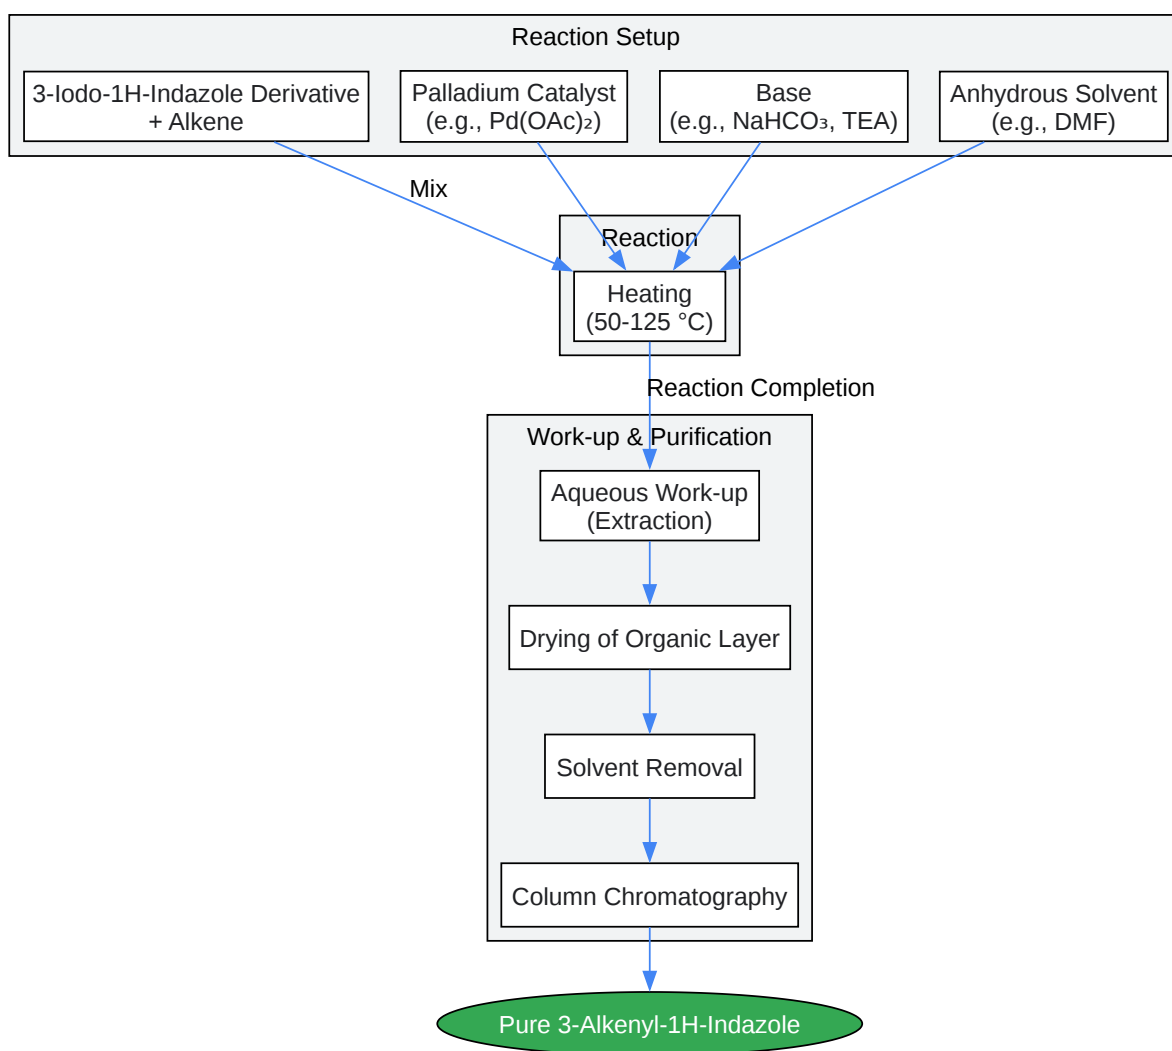 Reaction Setup
3-Iodo-1H-Indazole Derivative
+ Alkene
Palladium Catalyst
(e.g., Pd(OAc)₂)
Base
(e.g., NaHCO₃, TEA)
Anhydrous Solvent
(e.g., DMF)
Mix
Reaction
Heating
(50-125 °C)
Reaction Completion
Work-up & Purification
Aqueous Work-up
(Extraction)
Drying of Organic Layer
Solvent Removal
Column Chromatography
Pure 3-Alkenyl-1H-Indazole